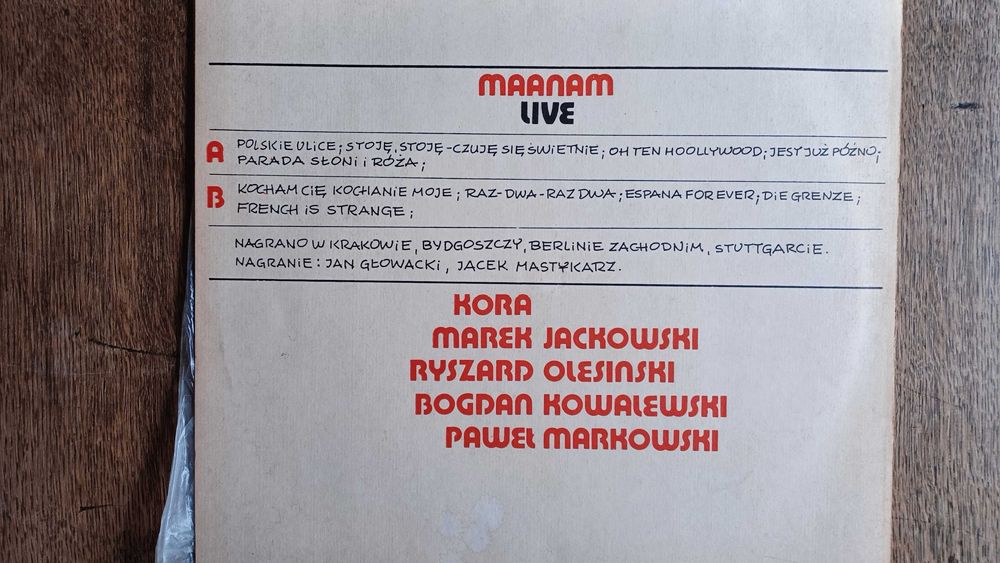 MAANAM
LIVE
A POLSKIE ULICE; STOJĘ, STOJĘ-CZUJĘ SIĘ ŚWIETNIE; OH TEN HOOLLYWOOD; JEST JUŻ PÓŹNO;
PARADA SŁONI i RÓŻA;
B KOCHAM CIĘ KOCHANIE MOJE; RAZ-DWA-RAZ DWA; ESPANA FOREVER; DIE GRENZE;
FRENCH IS STRANGE;
NAGRANO W KRAKOWIE, BYDGOSZCZY, BERLINIE ZACHODNIM, STUTTGARCIE.
NAGRANIE: JAN GŁOWACKI, JACEK MASTYKARZ.
KORA
MAREK JACKOWSKI
RYSZARD OLESINSKI
BOGDAN KOWALEWSKI
PAWEŁ MARKOWSKI